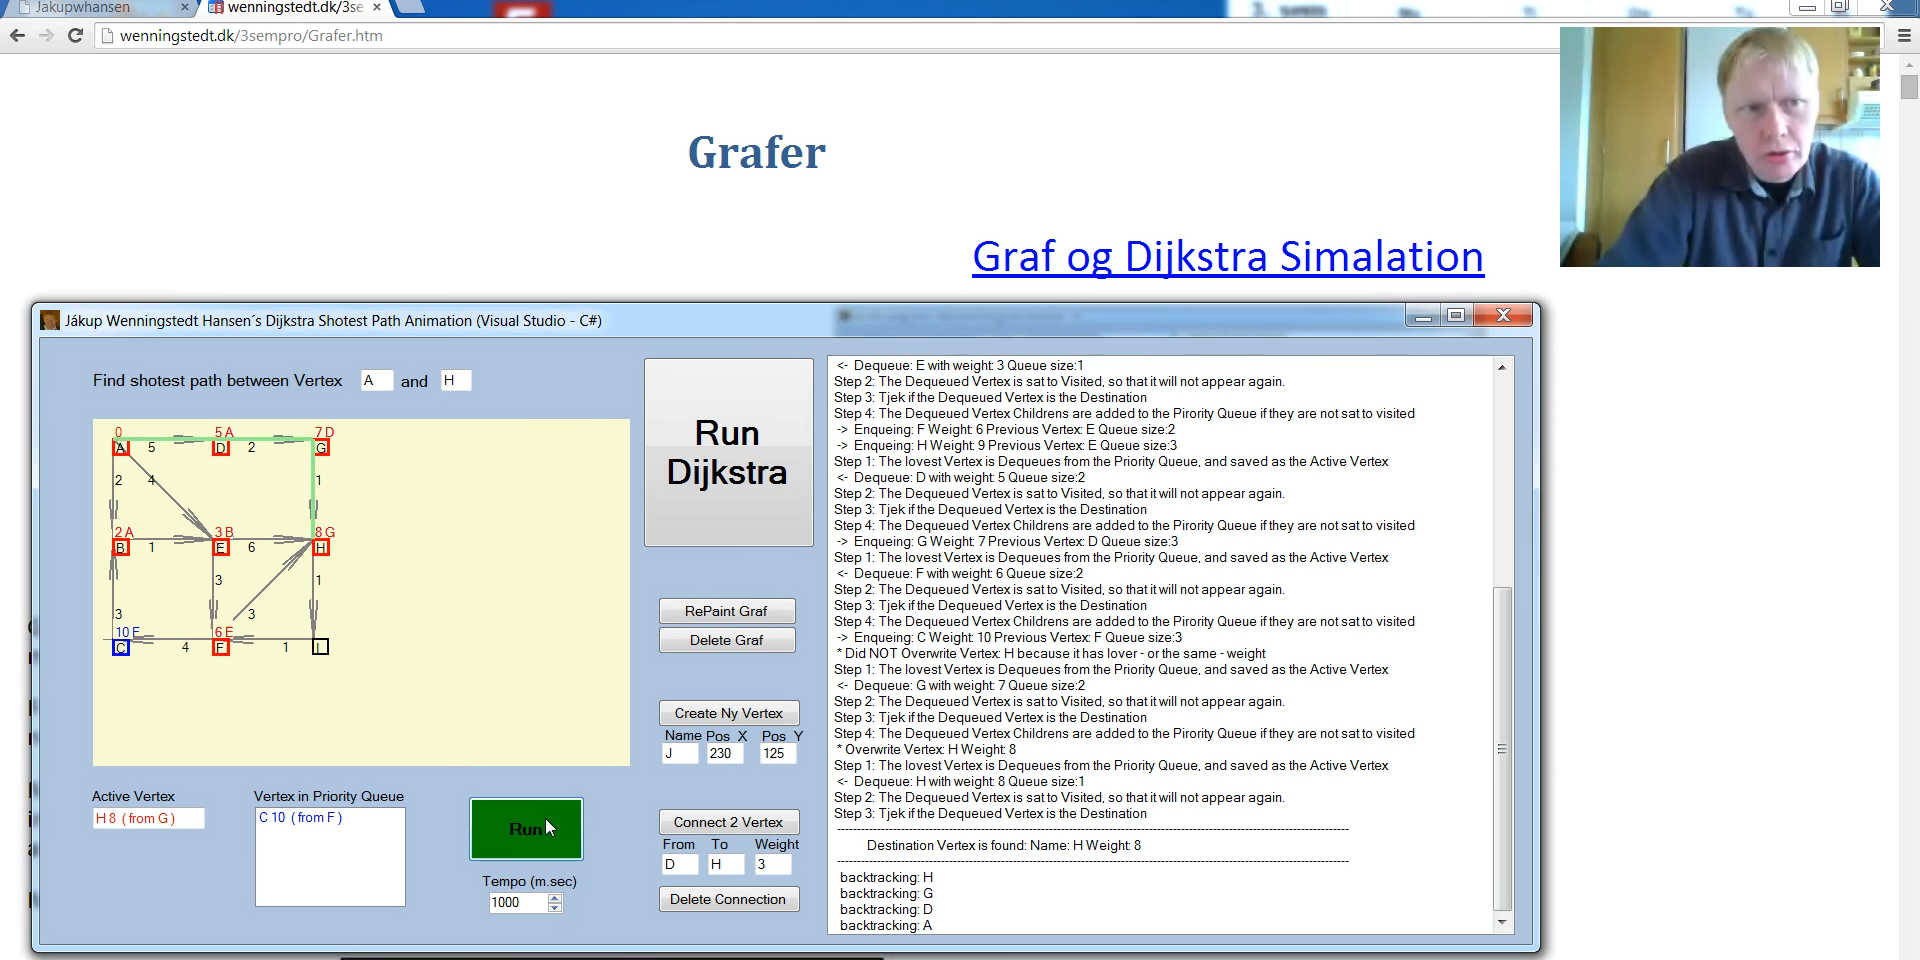 Jakupwhansen
wenningstedt.dk/3se
wenningstedt.dk/3sempro/Grafer.htm
Grafer
Graf og Dijkstra Simalation
Jákup Wenningstedt Hansen´s Dijkstra Shotest Path Animation (Visual Studio - C#)
Find shotest path between Vertex A and H
0 5 A 7 D
A 5 D 2 G
2 4 1
2 A 3 B 8 G
B 1 E 6 H
3 1
3 3
10 F 6 E
C 4 F 1 I
Active Vertex
H 8 ( from G )
Vertex in Priority Queue
C 10 ( from F )
Run
Tempo (m.sec)
1000
Run
Dijkstra
RePaint Graf
Delete Graf
Create Ny Vertex
Name Pos X Pos Y
J 230 125
Connect 2 Vertex
From To Weight
D H 3
Delete Connection
<- Dequeue: E with weight: 3 Queue size:1
Step 2: The Dequeued Vertex is sat to Visited, so that it will not appear again.
Step 3: Tjek if the Dequeued Vertex is the Destination
Step 4: The Dequeued Vertex Childrens are added to the Pirority Queue if they are not sat to visited
-> Enqueing: F Weight: 6 Previous Vertex: E Queue size:2
-> Enqueing: H Weight: 9 Previous Vertex: E Queue size:3
Step 1: The lovest Vertex is Dequeues from the Priority Queue, and saved as the Active Vertex
<- Dequeue: D with weight: 5 Queue size:2
Step 2: The Dequeued Vertex is sat to Visited, so that it will not appear again.
Step 3: Tjek if the Dequeued Vertex is the Destination
Step 4: The Dequeued Vertex Childrens are added to the Pirority Queue if they are not sat to visited
-> Enqueing: G Weight: 7 Previous Vertex: D Queue size:3
Step 1: The lovest Vertex is Dequeues from the Priority Queue, and saved as the Active Vertex
<- Dequeue: F with weight: 6 Queue size:2
Step 2: The Dequeued Vertex is sat to Visited, so that it will not appear again.
Step 3: Tjek if the Dequeued Vertex is the Destination
Step 4: The Dequeued Vertex Childrens are added to the Pirority Queue if they are not sat to visited
-> Enqueing: C Weight: 10 Previous Vertex: F Queue size:3
* Did NOT Overwrite Vertex: H because it has lover - or the same - weight
Step 1: The lovest Vertex is Dequeues from the Priority Queue, and saved as the Active Vertex
<- Dequeue: G with weight: 7 Queue size:2
Step 2: The Dequeued Vertex is sat to Visited, so that it will not appear again.
Step 3: Tjek if the Dequeued Vertex is the Destination
Step 4: The Dequeued Vertex Childrens are added to the Pirority Queue if they are not sat to visited
* Overwrite Vertex: H Weight: 8
Step 1: The lovest Vertex is Dequeues from the Priority Queue, and saved as the Active Vertex
<- Dequeue: H with weight: 8 Queue size:1
Step 2: The Dequeued Vertex is sat to Visited, so that it will not appear again.
Step 3: Tjek if the Dequeued Vertex is the Destination
Destination Vertex is found: Name: H Weight: 8
backtracking: H
backtracking: G
backtracking: D
backtracking: A